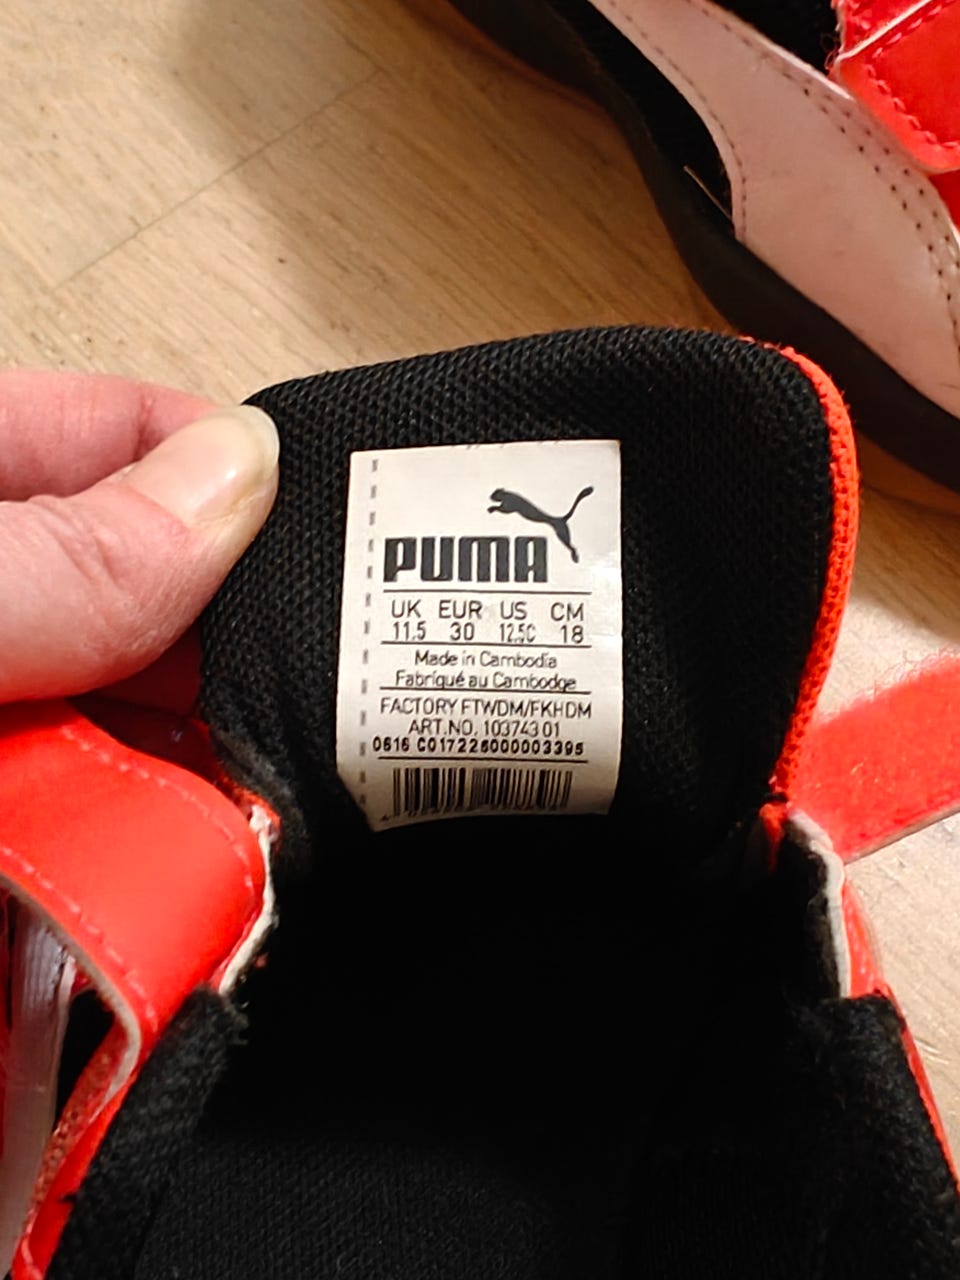 PUMA
UK EUR US CM
11.5 30 12.5C 18
Made in Cambodia
Fabriqué au Cambodge
FACTORY FTWDM/FKHDM
ART.NO. 103743 01
0616 C017226000003395